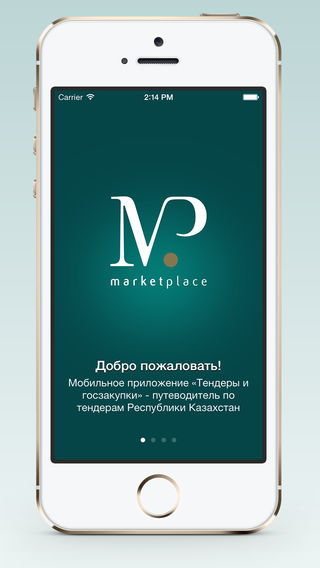 Carrier 2:14 PM
MP
marketplace
Добро пожаловать!
Мобильное приложение «Тендеры и
госзакупки» - путеводитель по
тендерам Республики Казахстан